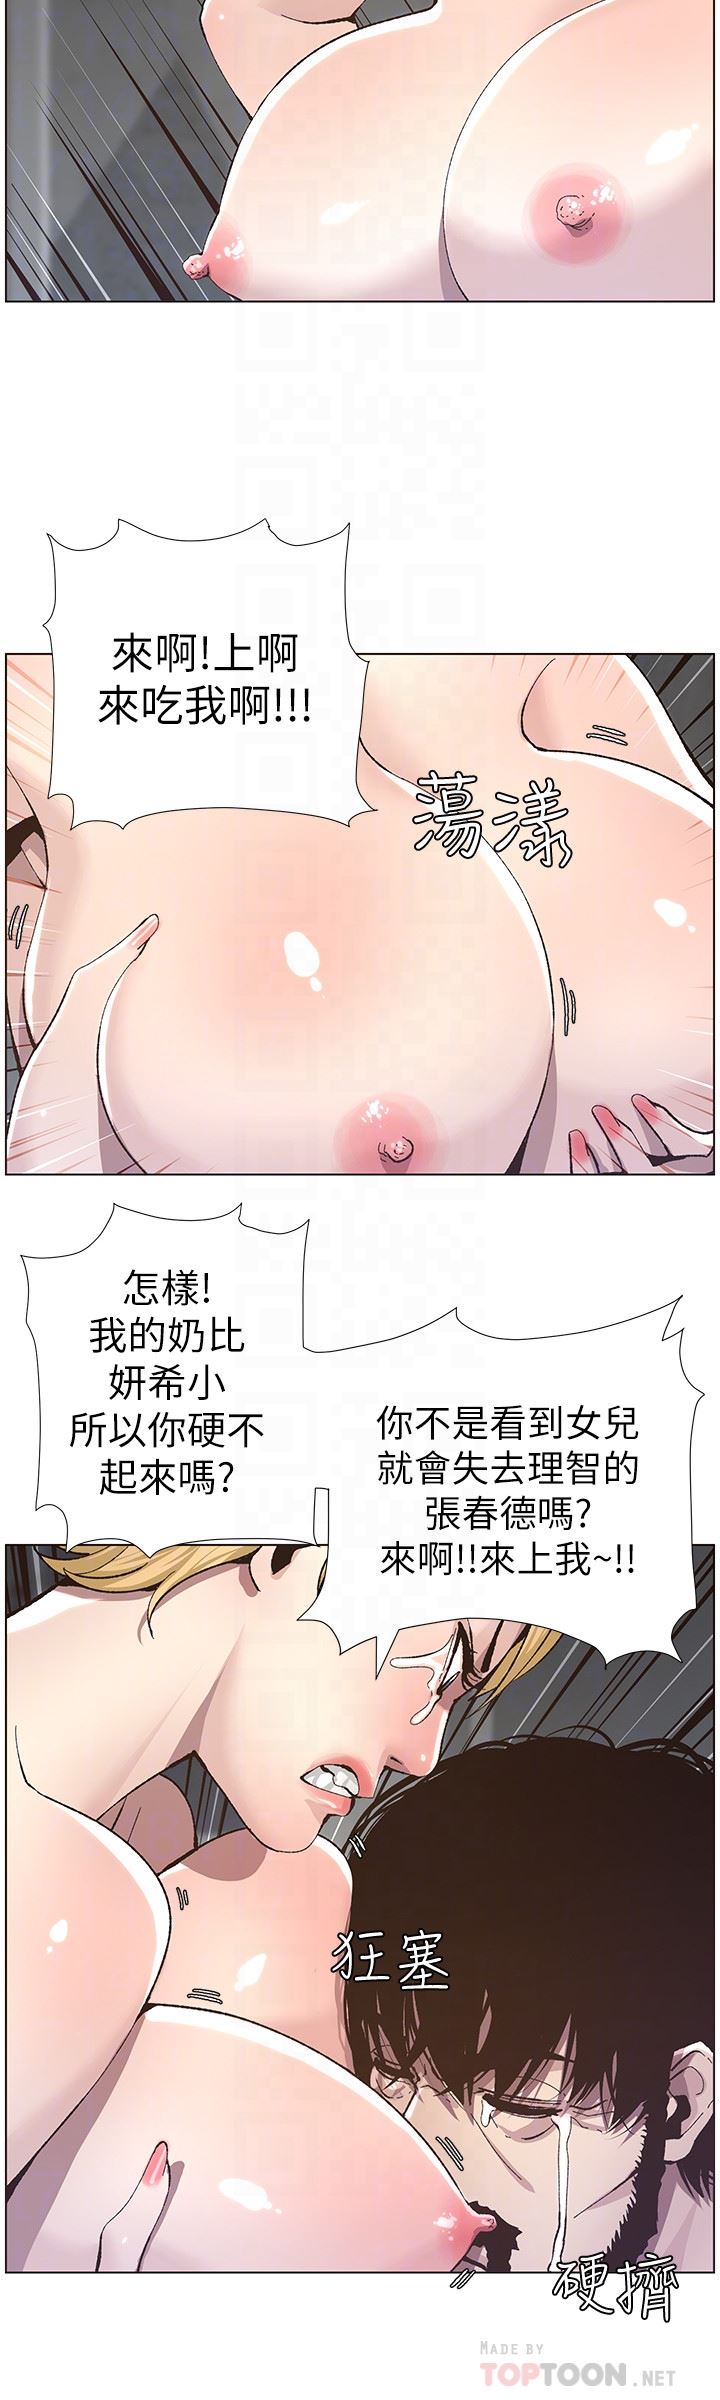 來啊!上啊
來吃我啊!!!
蕩漾
怎樣!
我的奶比
妍希小
所以你硬不
起來嗎?
你不是看到女兒
就會失去理智的
張春德嗎?
來啊!!來上我~!!
狂塞
硬擠
MADE BY
TOPTOON.NET